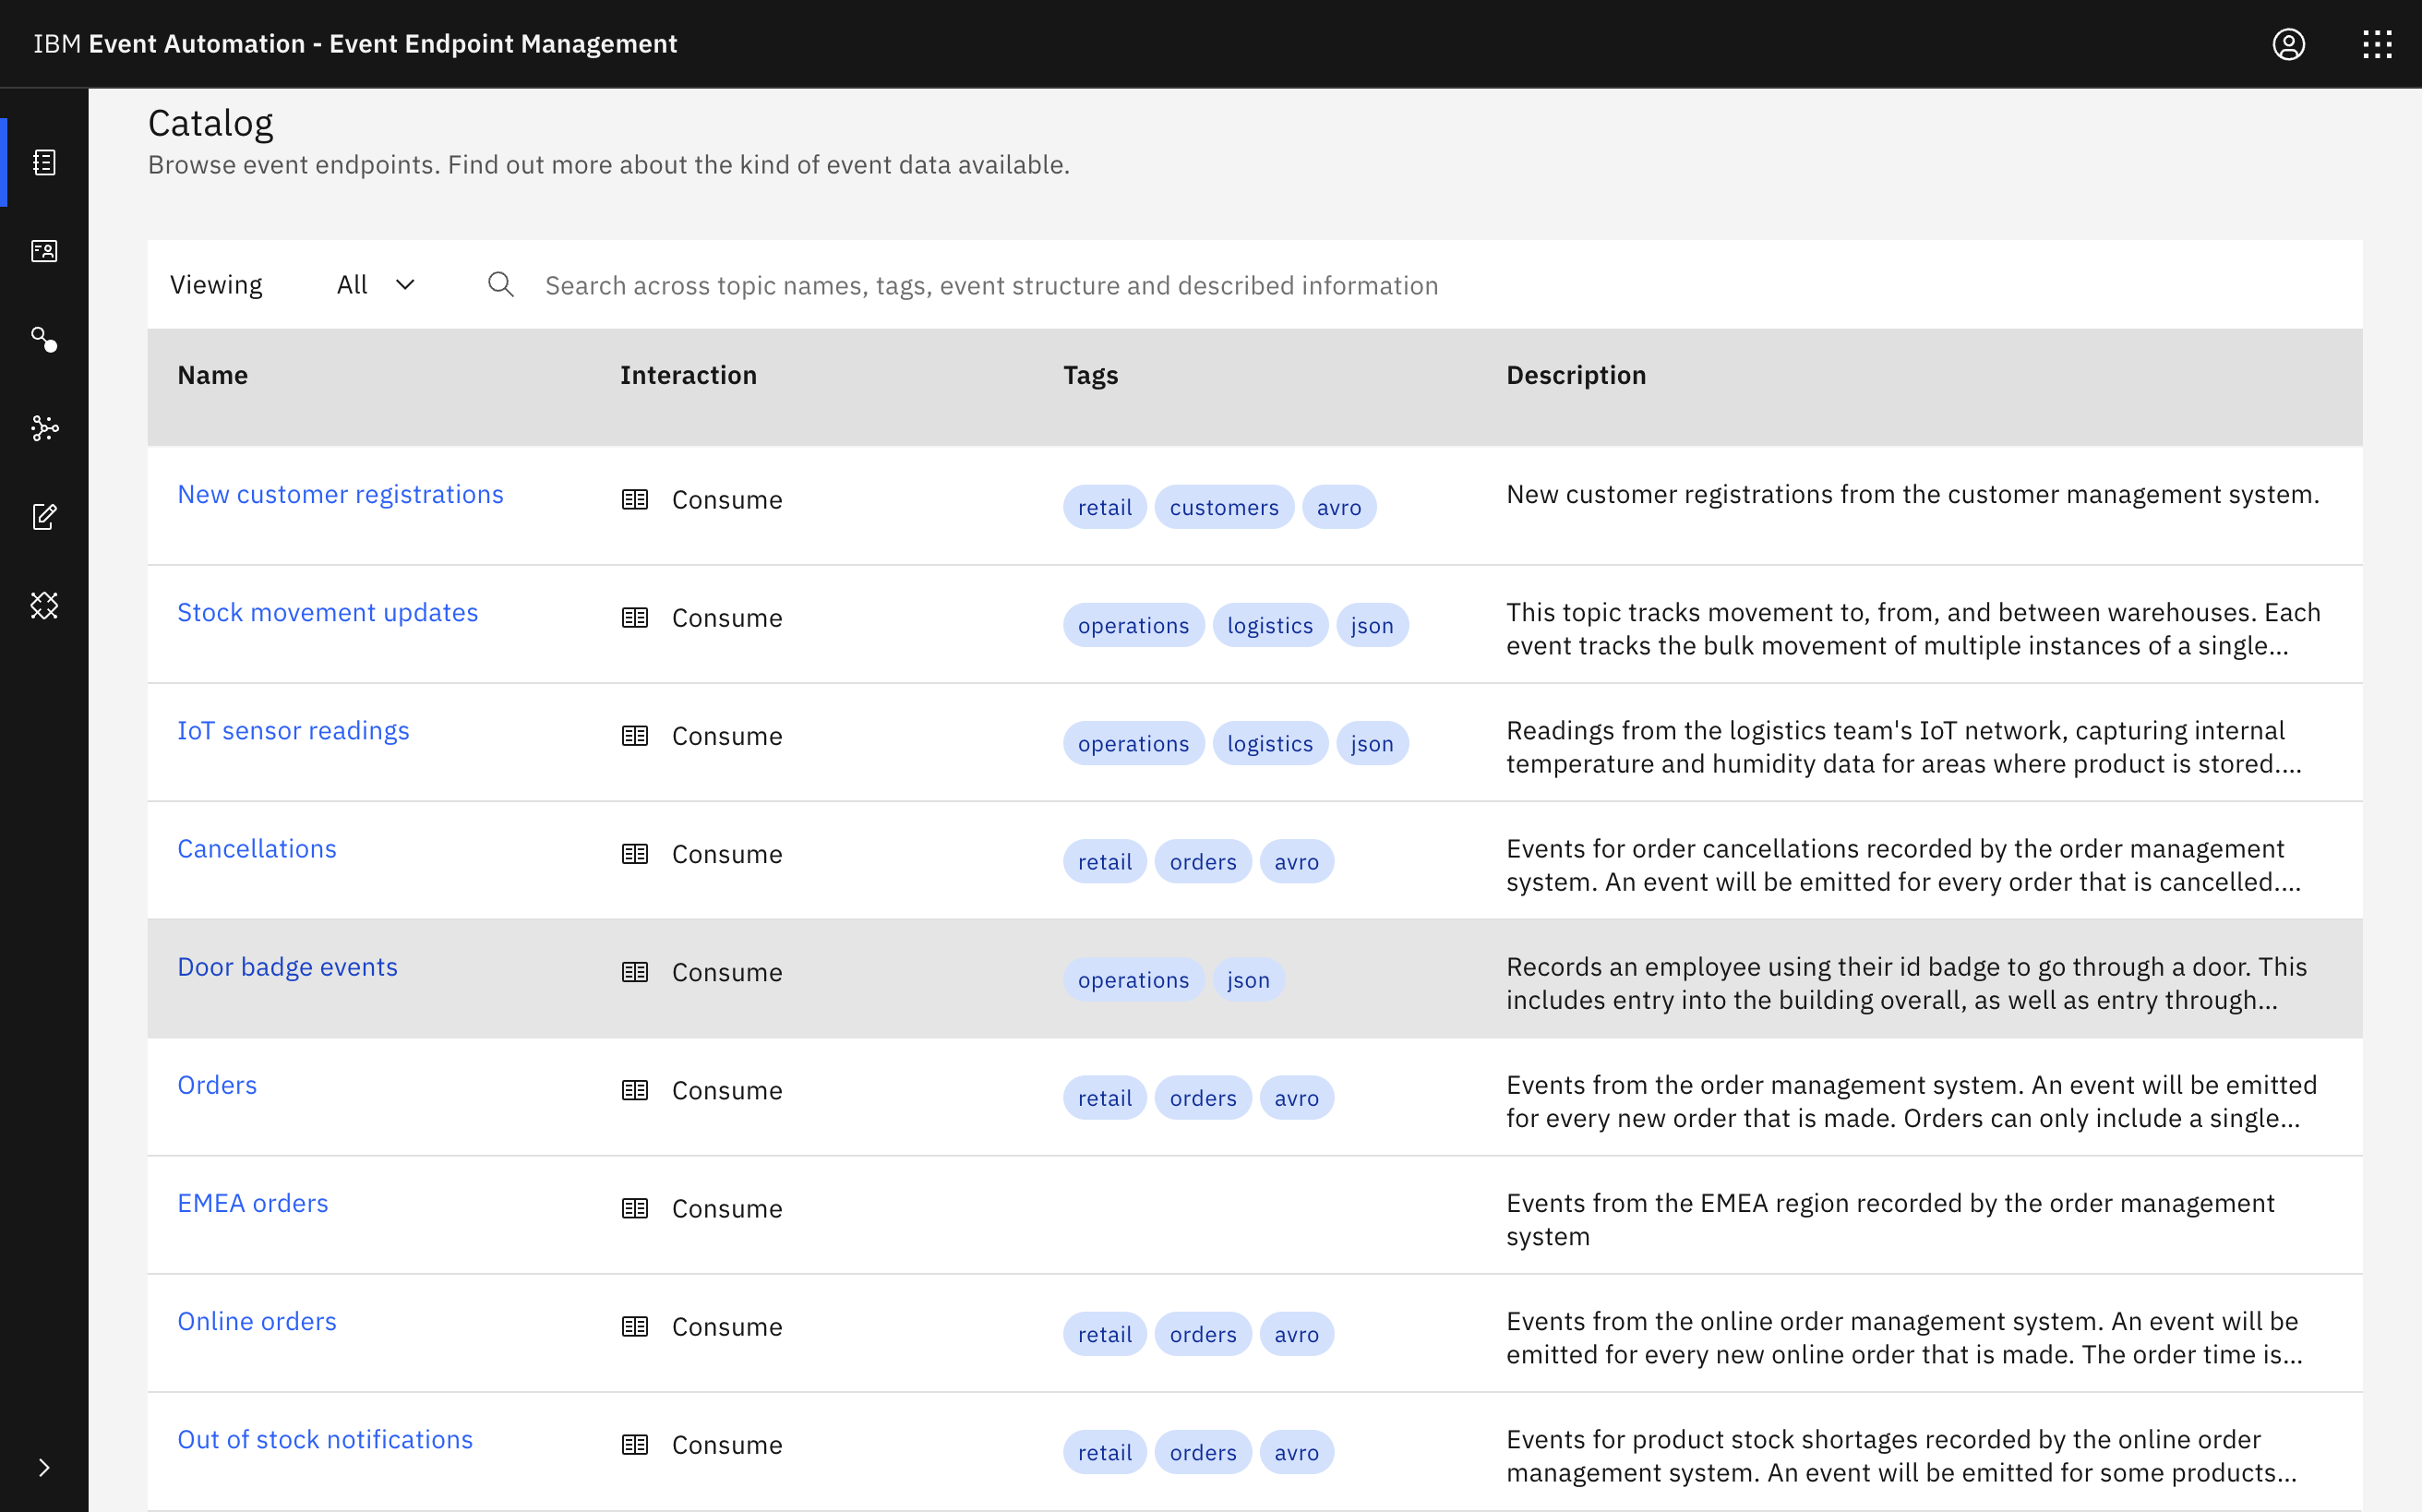 IBM Event Automation - Event Endpoint Management
Catalog
Browse event endpoints. Find out more about the kind of event data available.
Viewing All Search across topic names, tags, event structure and described information
Name Interaction Tags Description
New customer registrations Consume retail customers avro New customer registrations from the customer management system.
Stock movement updates Consume operations logistics json This topic tracks movement to, from, and between warehouses. Each
event tracks the bulk movement of multiple instances of a single...
IoT sensor readings Consume operations logistics json Readings from the logistics team's IoT network, capturing internal
temperature and humidity data for areas where product is stored....
Cancellations Consume retail orders avro Events for order cancellations recorded by the order management
system. An event will be emitted for every order that is cancelled....
Door badge events Consume operations json Records an employee using their id badge to go through a door. This
includes entry into the building overall, as well as entry through...
Orders Consume retail orders avro Events from the order management system. An event will be emitted
for every new order that is made. Orders can only include a single...
EMEA orders Consume Events from the EMEA region recorded by the order management
system
Online orders Consume retail orders avro Events from the online order management system. An event will be
emitted for every new online order that is made. The order time is...
Out of stock notifications Consume retail orders avro Events for product stock shortages recorded by the online order
management system. An event will be emitted for some products...